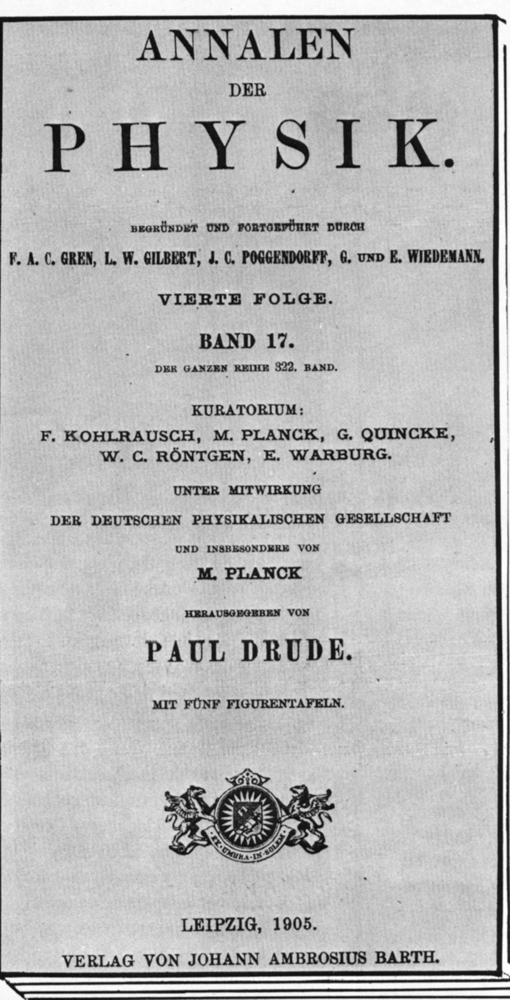 ANNALEN
DER
PHYSIK.
BEGRÜNDET UND FORTGEFÜHRT DURCH
F. A. C. GREN, L. W. GILBERT, J. C. POGGENDORFF, G. UND E. WIEDEMANN.
VIERTE FOLGE.
BAND 17.
DER GANZEN REIHE 322. BAND.
KURATORIUM:
F. KOHLRAUSCH, M. PLANCK, G. QUINCKE,
W. C. RÖNTGEN, E. WARBURG.
UNTER MITWIRKUNG
DER DEUTSCHEN PHYSIKALISCHEN GESELLSCHAFT
UND INSBESONDERE VON
M. PLANCK
HERAUSGEGEBEN VON
PAUL DRUDE.
MIT FÜNF FIGURENTAFELN.
EX·UMBRA·IN·SOLEM·
LEIPZIG, 1905.
VERLAG VON JOHANN AMBROSIUS BARTH.